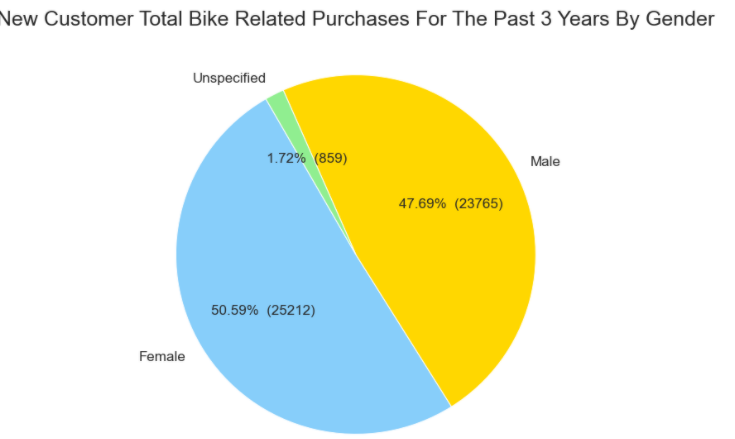 New Customer Total Bike Related Purchases For The Past 3 Years By Gender
Unspecified
1.72% (859)
Male
47.69% (23765)
50.59% (25212)
Female